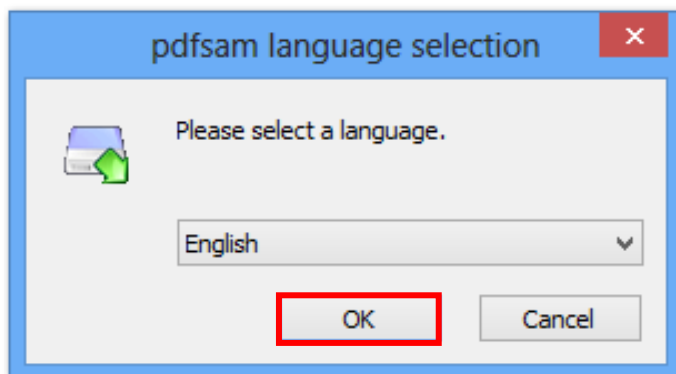 pdfsam language selection
Please select a language.
English
OK
Cancel